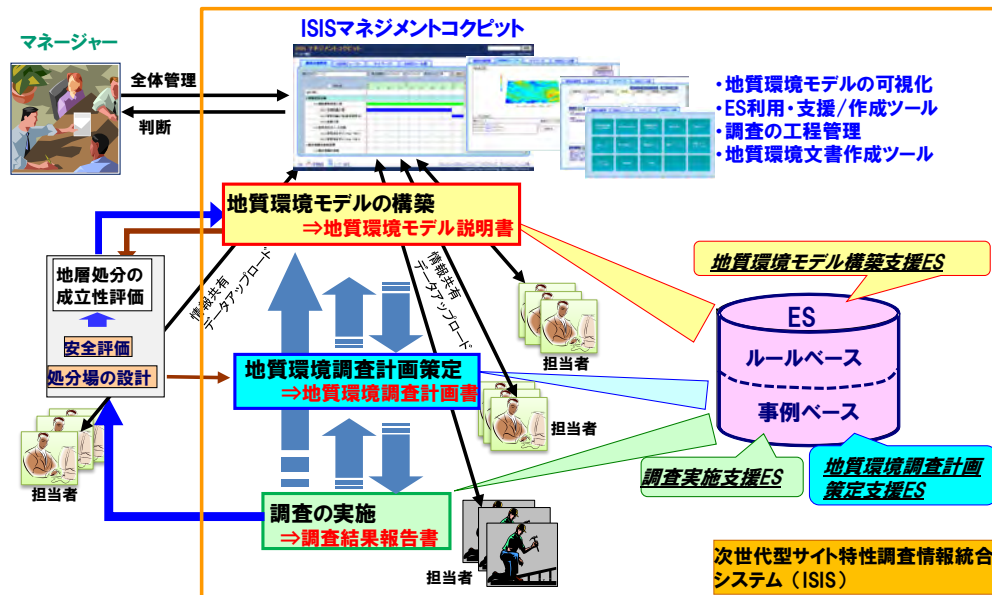 ISISマネジメントコクピット
マネージャー
全体管理
判断
・地質環境モデルの可視化
・ES利用・支援/作成ツール
・調査の工程管理
・地質環境文書作成ツール
地質環境モデルの構築
⇒地質環境モデル説明書
地層処分の
成立性評価
安全評価
処分場の設計
情報共有
データアップロード
情報共有
データアップロード
担当者
地質環境モデル構築支援ES
ES
ルールベース
事例ベース
地質環境調査計画策定
⇒地質環境調査計画書
担当者
担当者
調査実施支援ES
地質環境調査計画
策定支援ES
調査の実施
⇒調査結果報告書
担当者
次世代型サイト特性調査情報統合
システム（ISIS）